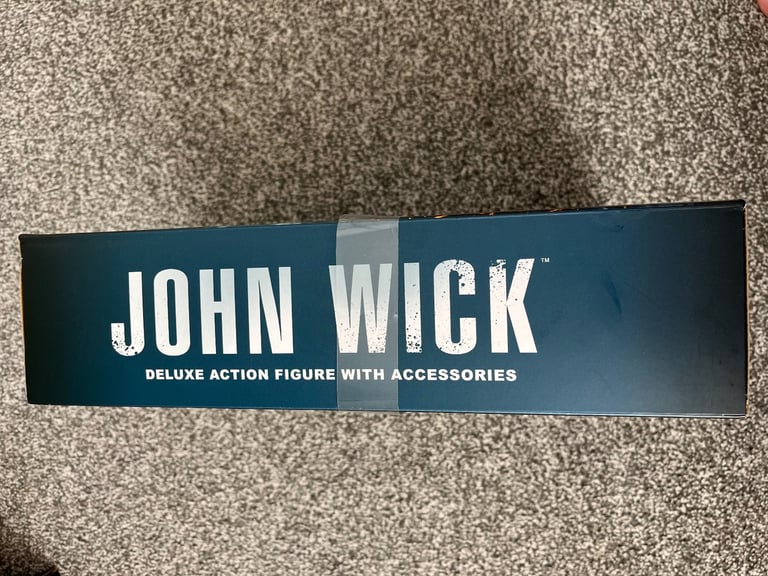 JOHN WICK™
DELUXE ACTION FIGURE WITH ACCESSORIES